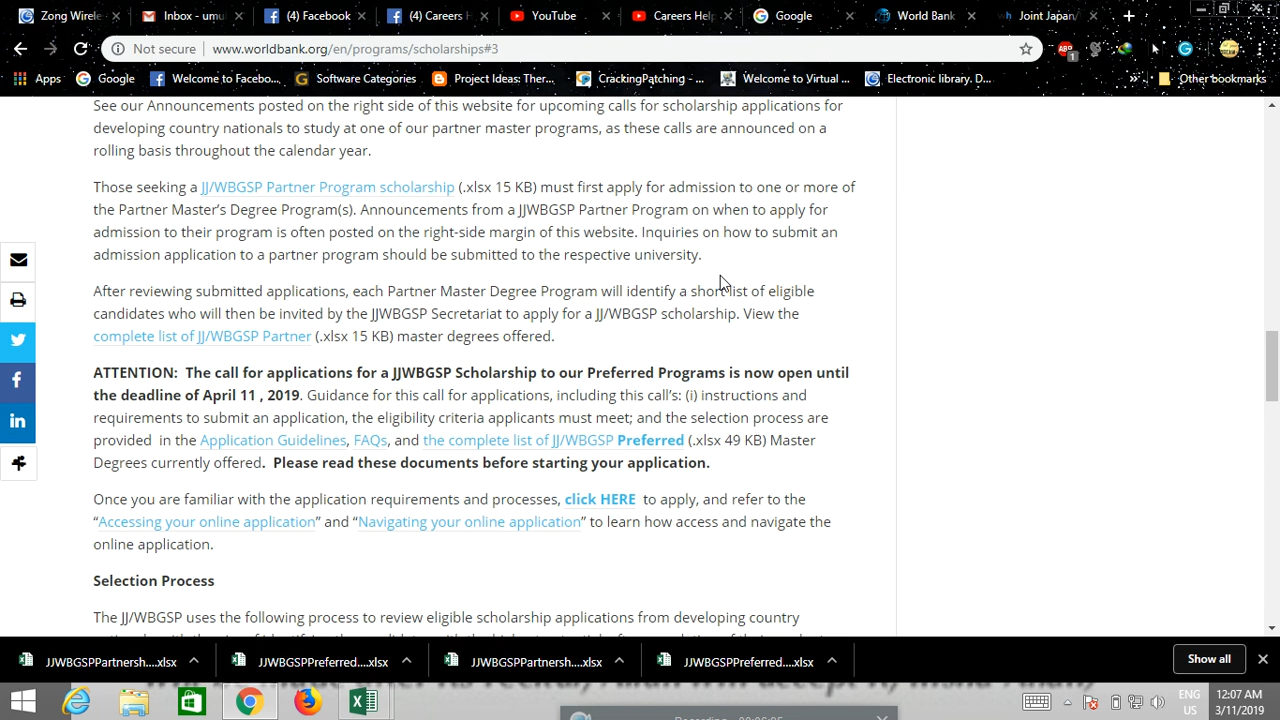 Zong Wirele
Inbox - umu
(4) Facebook
(4) Careers H
YouTube
Careers Help
Google
World Bank
Joint Japan/
Not secure
www.worldbank.org/en/programs/scholarships#3
Apps
Google
Welcome to Facebo...
Software Categories
Project Ideas: Ther...
CrackingPatching - ...
Welcome to Virtual ...
Electronic library. D...
Other bookmarks
See our Announcements posted on the right side of this website for upcoming calls for scholarship applications for
developing country nationals to study at one of our partner master programs, as these calls are announced on a
rolling basis throughout the calendar year.
Those seeking a JJ/WBGSP Partner Program scholarship (.xlsx 15 KB) must first apply for admission to one or more of
the Partner Master's Degree Program(s). Announcements from a JJWBGSP Partner Program on when to apply for
admission to their program is often posted on the right-side margin of this website. Inquiries on how to submit an
admission application to a partner program should be submitted to the respective university.
After reviewing submitted applications, each Partner Master Degree Program will identify a short list of eligible
candidates who will then be invited by the JJWBGSP Secretariat to apply for a JJ/WBGSP scholarship. View the
complete list of JJ/WBGSP Partner (.xlsx 15 KB) master degrees offered.
ATTENTION: The call for applications for a JJWBGSP Scholarship to our Preferred Programs is now open until
the deadline of April 11 , 2019. Guidance for this call for applications, including this call's: (i) instructions and
requirements to submit an application, the eligibility criteria applicants must meet; and the selection process are
provided in the Application Guidelines, FAQs, and the complete list of JJ/WBGSP Preferred (.xlsx 49 KB) Master
Degrees currently offered. Please read these documents before starting your application.
Once you are familiar with the application requirements and processes, click HERE to apply, and refer to the
“Accessing your online application” and “Navigating your online application” to learn how access and navigate the
online application.
Selection Process
The JJ/WBGSP uses the following process to review eligible scholarship applications from developing country
JJWBGSPPartnersh....xlsx
JJWBGSPPreferred....xlsx
JJWBGSPPartnersh....xlsx
JJWBGSPPreferred....xlsx
Show all
ENG
US
12:07 AM
3/11/2019